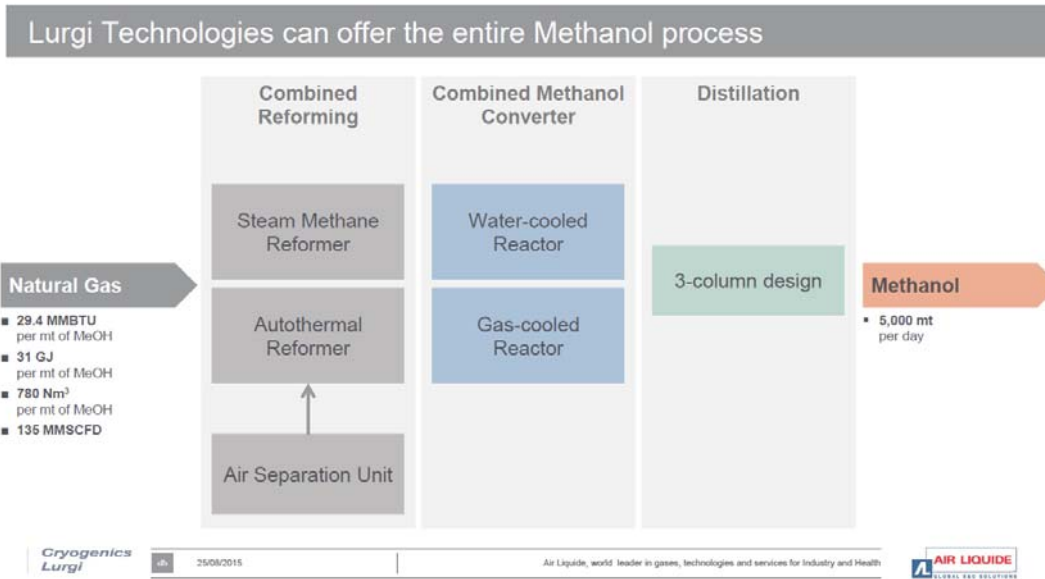 Lurgi Technologies can offer the entire Methanol process
Combined
Reforming
Combined Methanol
Converter
Distillation
Steam Methane
Reformer
Water-cooled
Reactor
3-column design
Natural Gas
Methanol
■ 29.4 MMBTU
per mt of MeOH
■ 31 GJ
per mt of MeOH
■ 780 Nm³
per mt of MeOH
■ 135 MMSCFD
Autothermal
Reformer
Gas-cooled
Reactor
▪ 5,000 mt
per day
Air Separation Unit
Cryogenics
Lurgi
25/08/2015
Air Liquide, world leader in gases, technologies and services for Industry and Health
AIR LIQUIDE
GLOBAL E&C SOLUTIONS